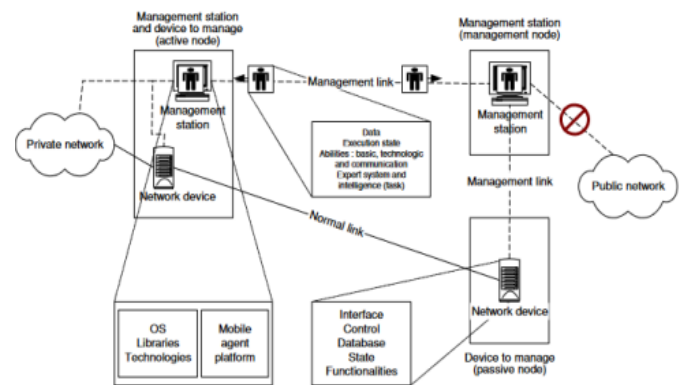 Management station
and device to manage
(active node)
Management station
(management node)
Management link
Management
station
Management
station
Data
Execution state
Abilities : basic, technologic
and communication
Expert system and
intelligence (task)
Private network
Network device
Management link
Public network
Normal link
OS
Libraries
Technologies
Mobile
agent
platform
Interface
Control
Database
State
Functionalities
Network device
Device to manage
(passive node)